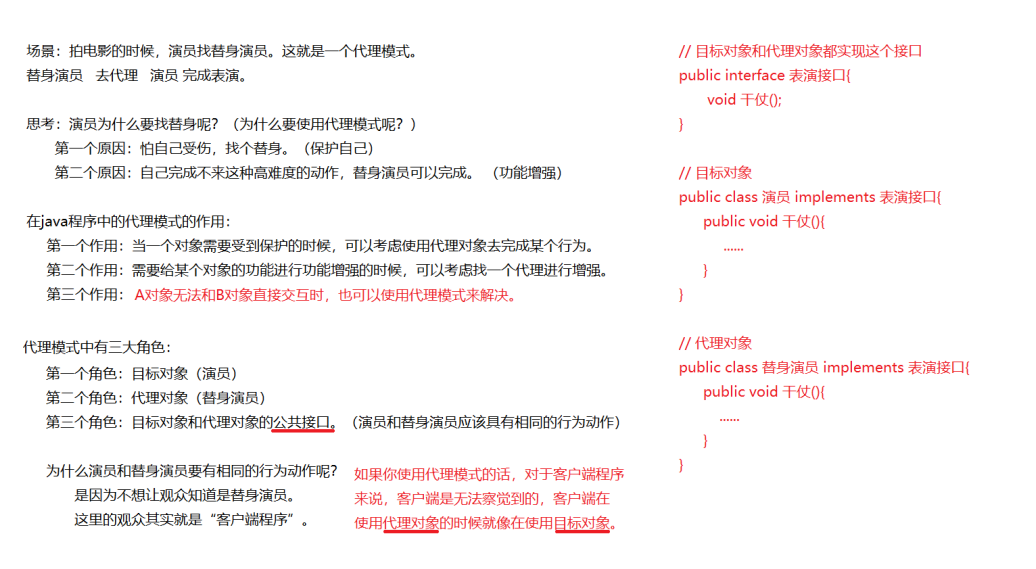 场景：拍电影的时候，演员找替身演员。这就是一个代理模式。
替身演员 去代理 演员 完成表演。
思考：演员为什么要找替身呢？（为什么要使用代理模式呢？）
第一个原因：怕自己受伤，找个替身。（保护自己）
第二个原因：自己完成不来这种高难度的动作，替身演员可以完成。（功能增强）
在java程序中的代理模式的作用：
第一个作用：当一个对象需要受到保护的时候，可以考虑使用代理对象去完成某个行为。
第二个作用：需要给某个对象的功能进行功能增强的时候，可以考虑找一个代理进行增强。
第三个作用：A对象无法和B对象直接交互时，也可以使用代理模式来解决。
代理模式中有三大角色：
第一个角色：目标对象（演员）
第二个角色：代理对象（替身演员）
第三个角色：目标对象和代理对象的公共接口。（演员和替身演员应该具有相同的行为动作）
为什么演员和替身演员要有相同的行为动作呢？
是因为不想让观众知道是替身演员。
这里的观众其实就是“客户端程序”。
如果你使用代理模式的话，对于客户端程序
来说，客户端是无法察觉到的，客户端在
使用代理对象的时候就像在使用目标对象。
// 目标对象和代理对象都实现这个接口
public interface 表演接口{
void 干仗();
}
// 目标对象
public class 演员 implements 表演接口{
public void 干仗(){
......
}
}
// 代理对象
public class 替身演员 implements 表演接口{
public void 干仗(){
......
}
}